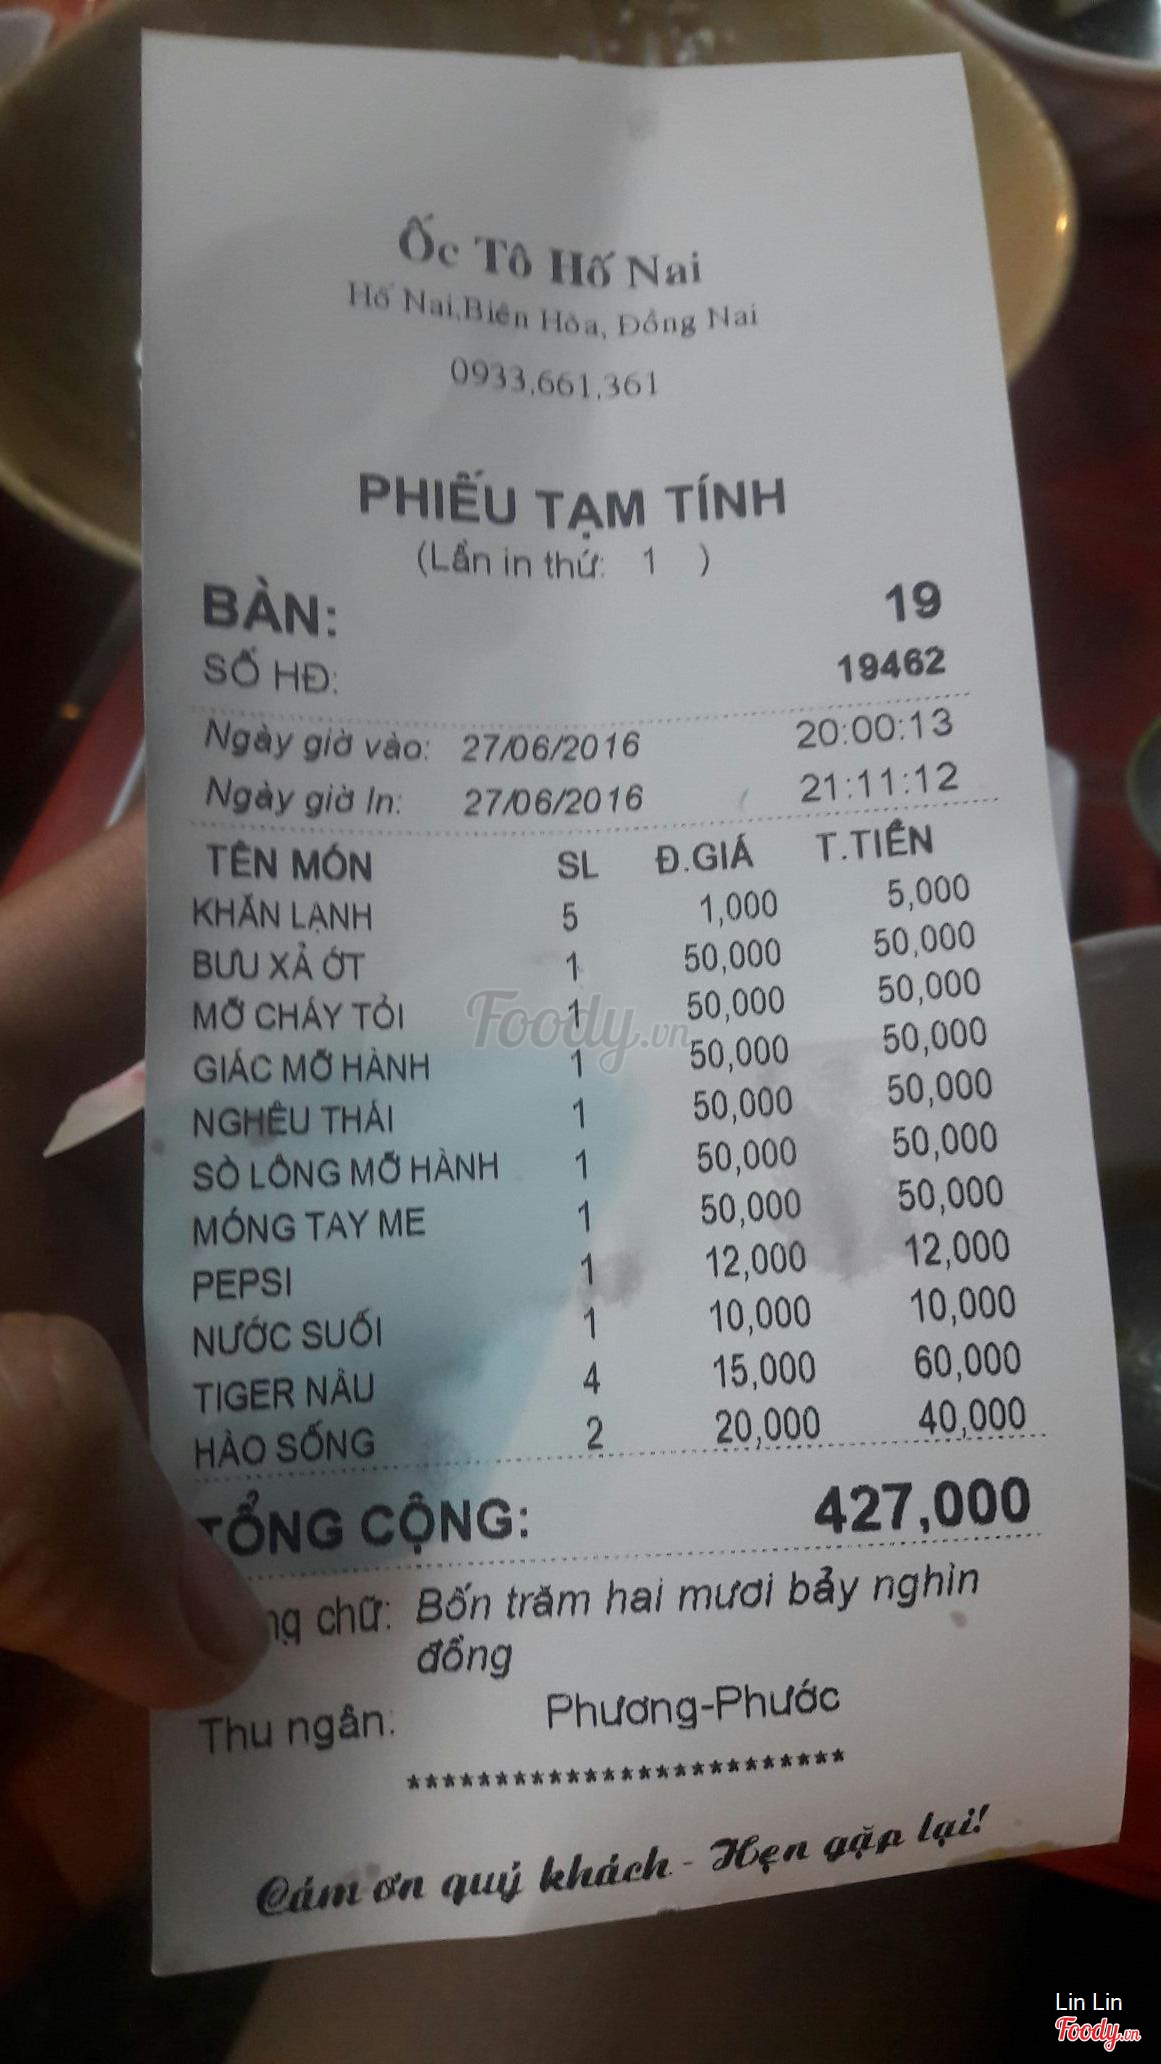 Ốc Tô Hố Nai
Hố Nai,Biên Hòa, Đồng Nai
0933.661.361
PHIẾU TẠM TÍNH
(Lần in thứ: 1 )
BÀN: 19
SỐ HĐ: 19462
Ngày giờ vào: 27/06/2016 20:00:13
Ngày giờ In: 27/06/2016 21:11:12
TÊN MÓN SL Đ.GIÁ T.TIỀN
KHĂN LẠNH 5 1,000 5,000
BƯU XẢ ỚT 1 50,000 50,000
MỠ CHÁY TỎI 1 50,000 50,000
GIÁC MỠ HÀNH 1 50,000 50,000
NGHÊU THÁI 1 50,000 50,000
SÒ LÔNG MỠ HÀNH 1 50,000 50,000
MÓNG TAY ME 1 50,000 50,000
PEPSI 1 12,000 12,000
NƯỚC SUỐI 1 10,000 10,000
TIGER NÂU 4 15,000 60,000
HÀO SỐNG 2 20,000 40,000
TỔNG CỘNG: 427,000
chữ: Bốn trăm hai mươi bảy nghìn
đồng
Thu ngân: Phương-Phước
************************
Cám ơn quý khách - Hẹn gặp lại!
Foody.vn
Lin Lin
Foody.vn